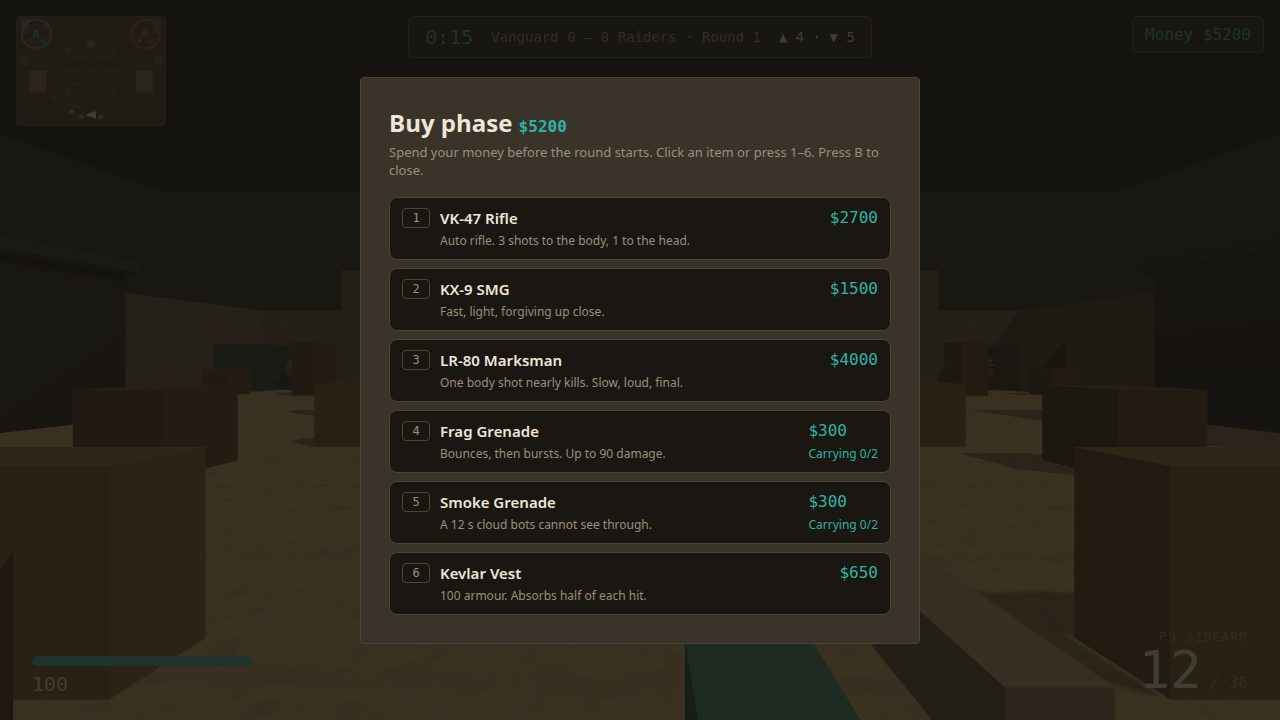 A
B
0:15 Vanguard 0 — 0 Raiders · Round 1 ▲ 4 · ▼ 5
Money $5200
Buy phase $5200
Spend your money before the round starts. Click an item or press 1–6. Press B to
close.
1 VK-47 Rifle $2700
Auto rifle. 3 shots to the body, 1 to the head.
2 KX-9 SMG $1500
Fast, light, forgiving up close.
3 LR-80 Marksman $4000
One body shot nearly kills. Slow, loud, final.
4 Frag Grenade $300
Bounces, then bursts. Up to 90 damage. Carrying 0/2
5 Smoke Grenade $300
A 12 s cloud bots cannot see through. Carrying 0/2
6 Kevlar Vest $650
100 armour. Absorbs half of each hit.
100
P9 SIDEARM
12 / 36